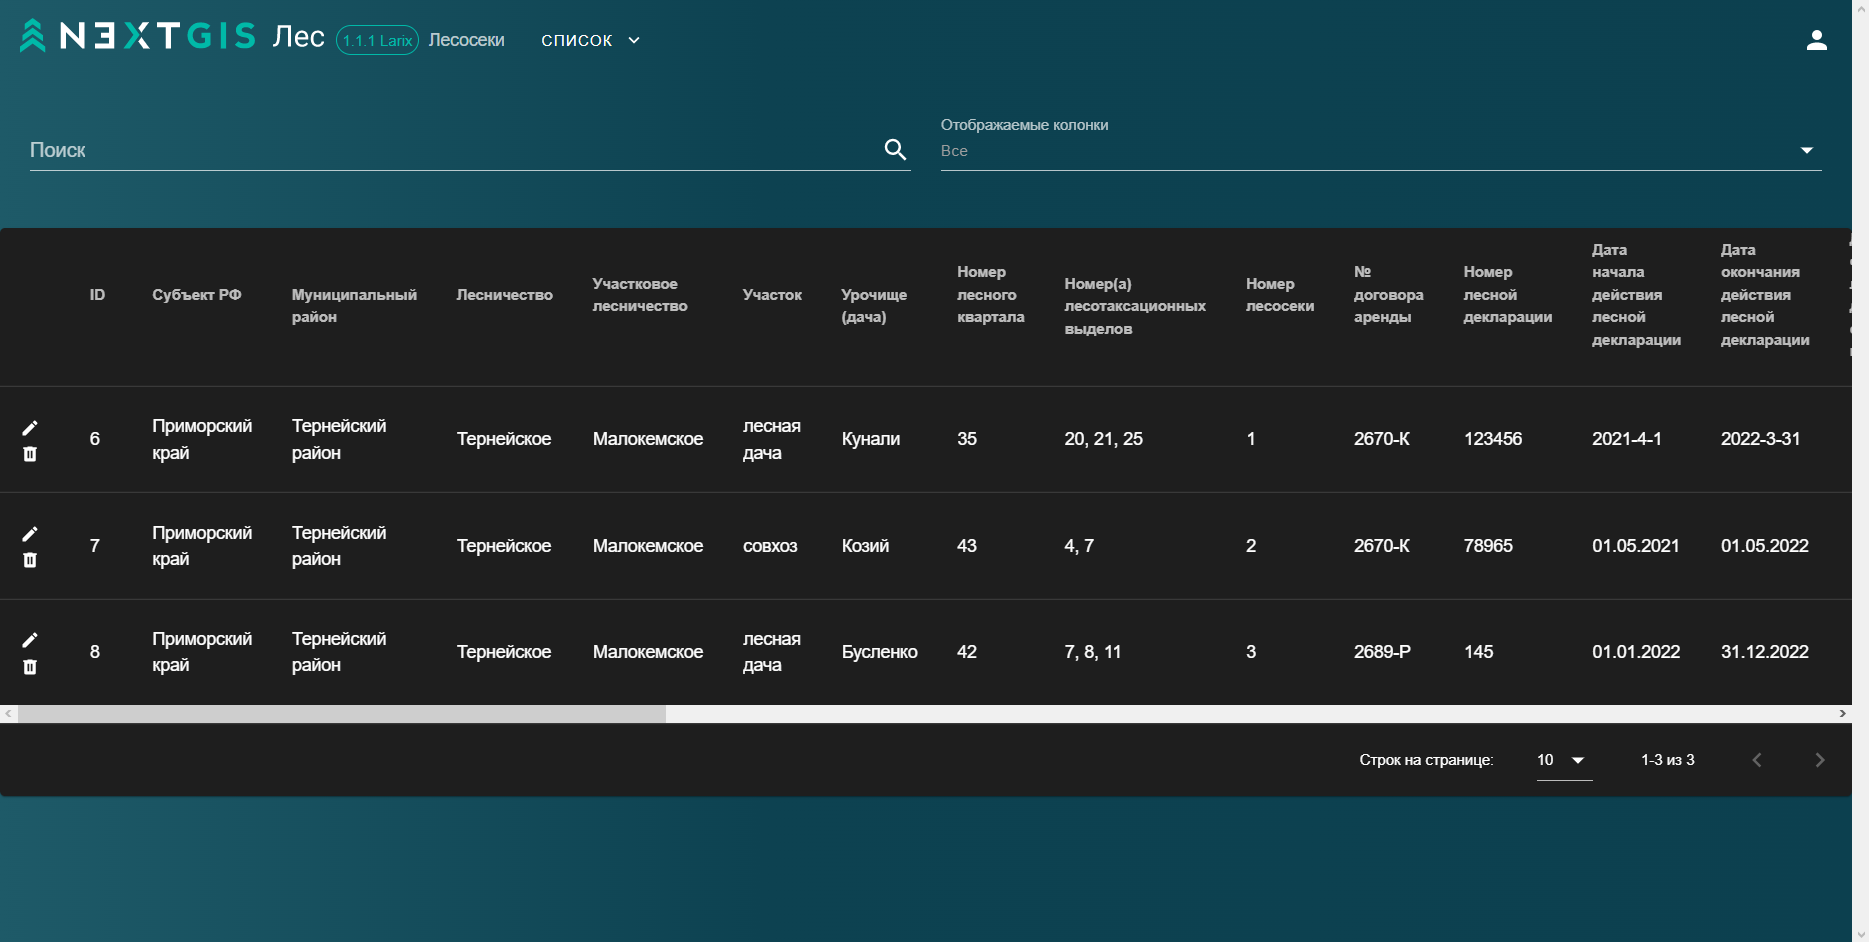 NEXTGIS Лес 1.1.1 Larix Лесосеки СПИСОК
Отображаемые колонки
Поиск
Все
ID
Субъект РФ
Муниципальный
район
Лесничество
Участковое
лесничество
Участок
Урочище
(дача)
Номер
лесного
квартала
Номер(а)
лесотаксационных
выделов
Номер
лесосеки
№
договора
аренды
Номер
лесной
декларации
Дата
начала
действия
лесной
декларации
Дата
окончания
действия
лесной
декларации
6
Приморский
край
Тернейский
район
Тернейское
Малокемское
лесная
дача
Кунали
35
20, 21, 25
1
2670-К
123456
2021-4-1
2022-3-31
7
Приморский
край
Тернейский
район
Тернейское
Малокемское
совхоз
Козий
43
4, 7
2
2670-К
78965
01.05.2021
01.05.2022
8
Приморский
край
Тернейский
район
Тернейское
Малокемское
лесная
дача
Бусленко
42
7, 8, 11
3
2689-Р
145
01.01.2022
31.12.2022
Строк на странице: 10 1-3 из 3